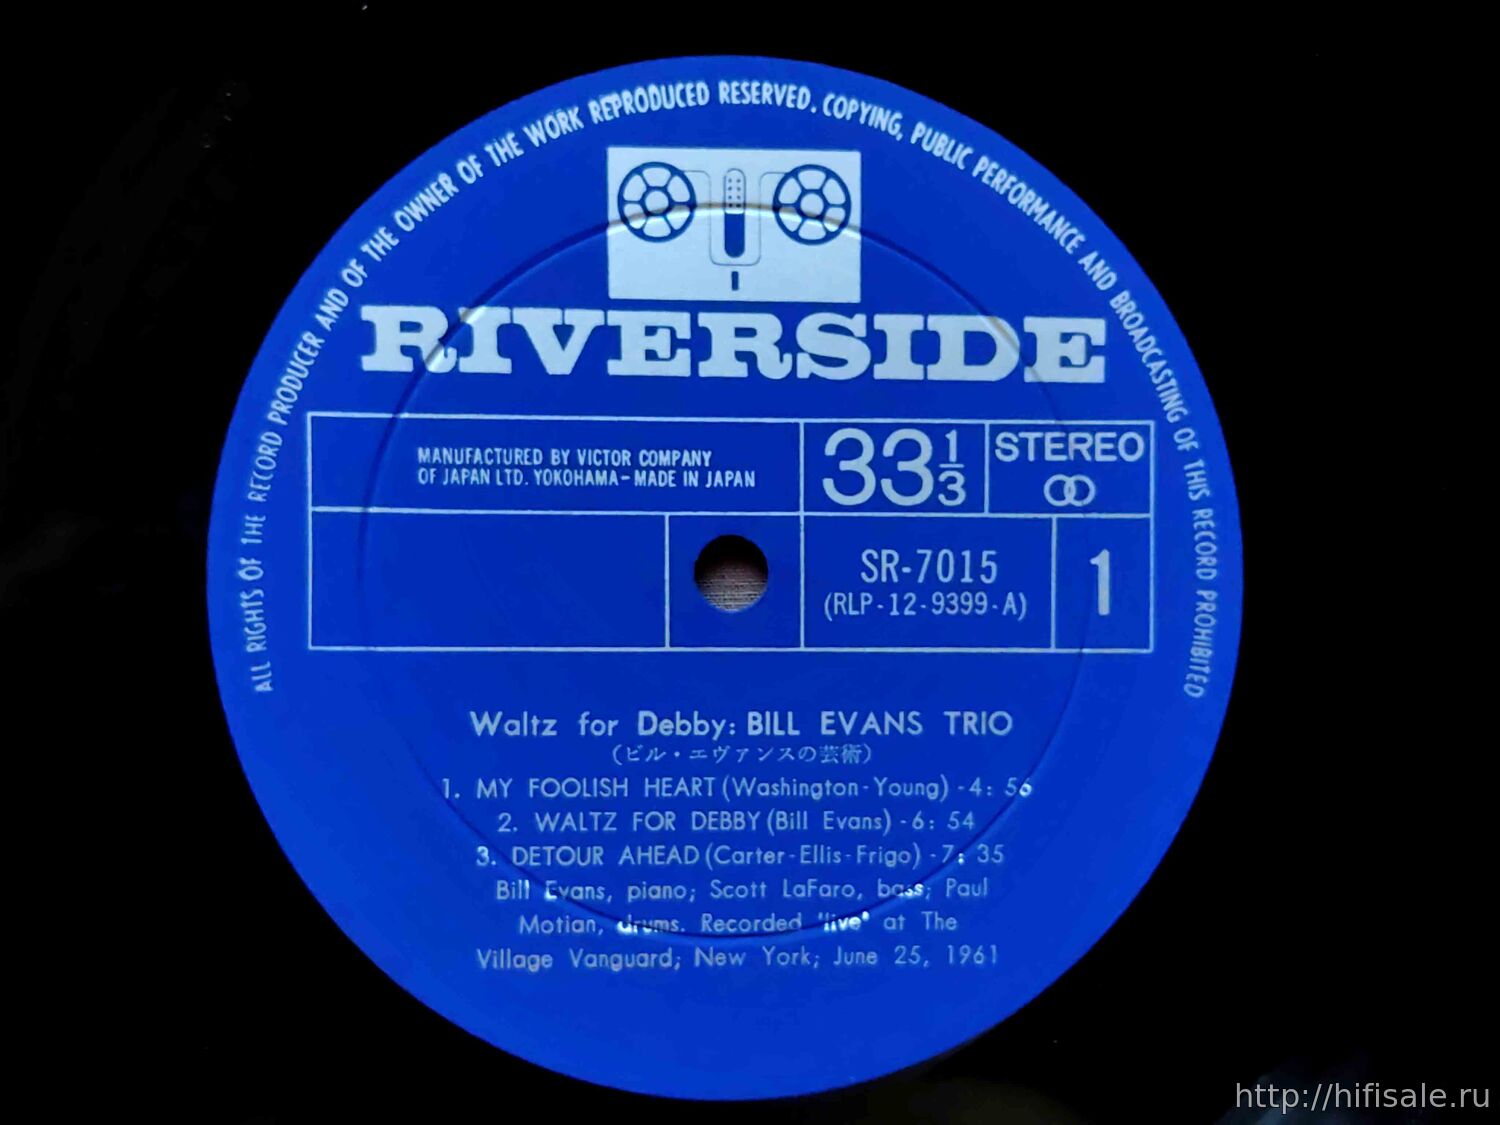 ALL RIGHTS OF THE RECORD PRODUCER AND OF THE OWNER OF THE WORK REPRODUCED RESERVED. COPYING, PUBLIC PERFORMANCE AND BROADCASTING OF THIS RECORD PROHIBITED
RIVERSIDE
MANUFACTURED BY VICTOR COMPANY
OF JAPAN LTD. YOKOHAMA-MADE IN JAPAN
33 1/3
STEREO
SR-7015
(RLP-12-9399-A)
1
Waltz for Debby: BILL EVANS TRIO
(ビル・エヴァンスの芸術)
1. MY FOOLISH HEART (Washington-Young) -4: 56
2. WALTZ FOR DEBBY (Bill Evans) -6: 54
3. DETOUR AHEAD (Carter-Ellis-Frigo) -7: 35
Bill Evans, piano; Scott LaFaro, bass; Paul
Motian, drums. Recorded "live" at The
Village Vanguard; New York; June 25, 1961
http://hifisale.ru